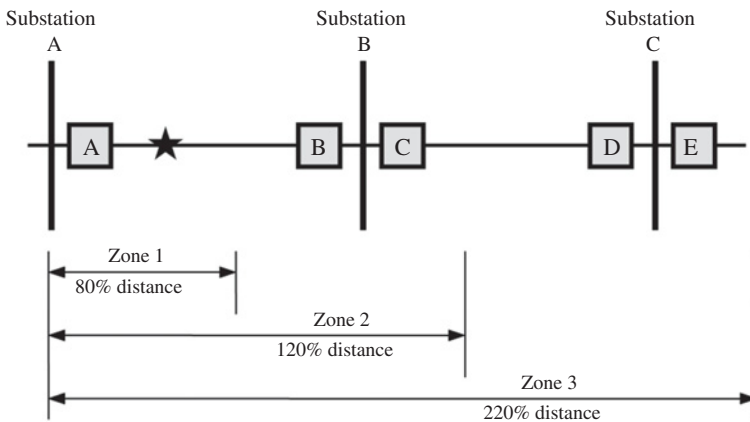 Substation
A
Substation
B
Substation
C
A
B
C
D
E
Zone 1
80% distance
Zone 2
120% distance
Zone 3
220% distance